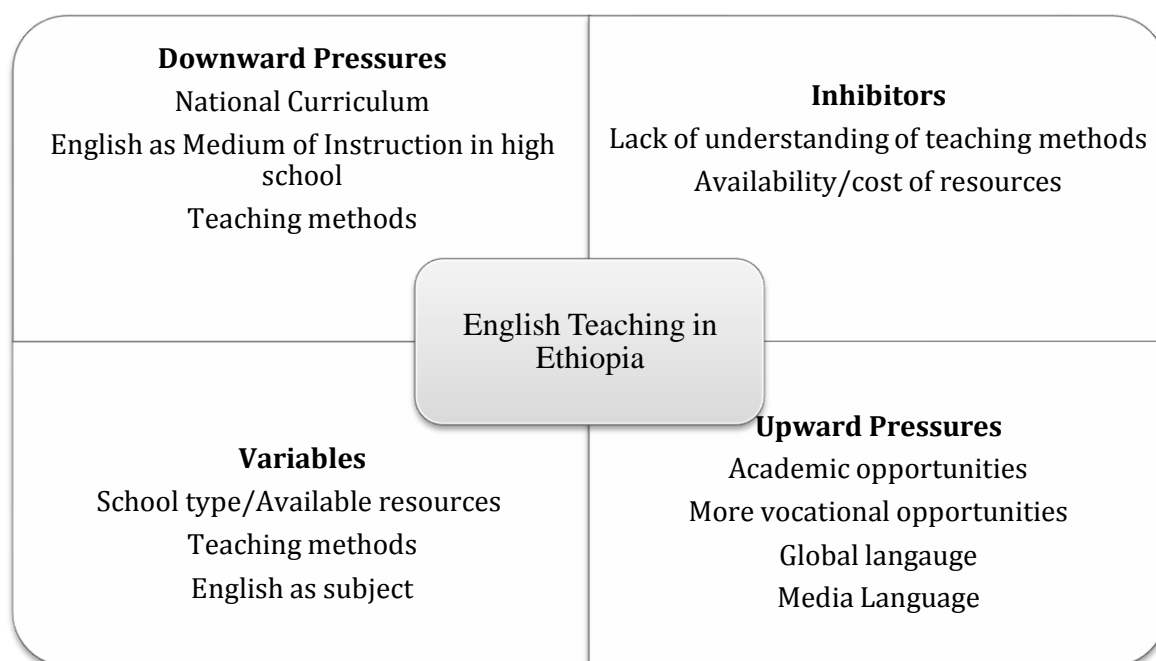 Downward Pressures
National Curriculum
English as Medium of Instruction in high
school
Teaching methods
Inhibitors
Lack of understanding of teaching methods
Availability/cost of resources
English Teaching in
Ethiopia
Variables
School type/Available resources
Teaching methods
English as subject
Upward Pressures
Academic opportunities
More vocational opportunities
Global langauge
Media Language